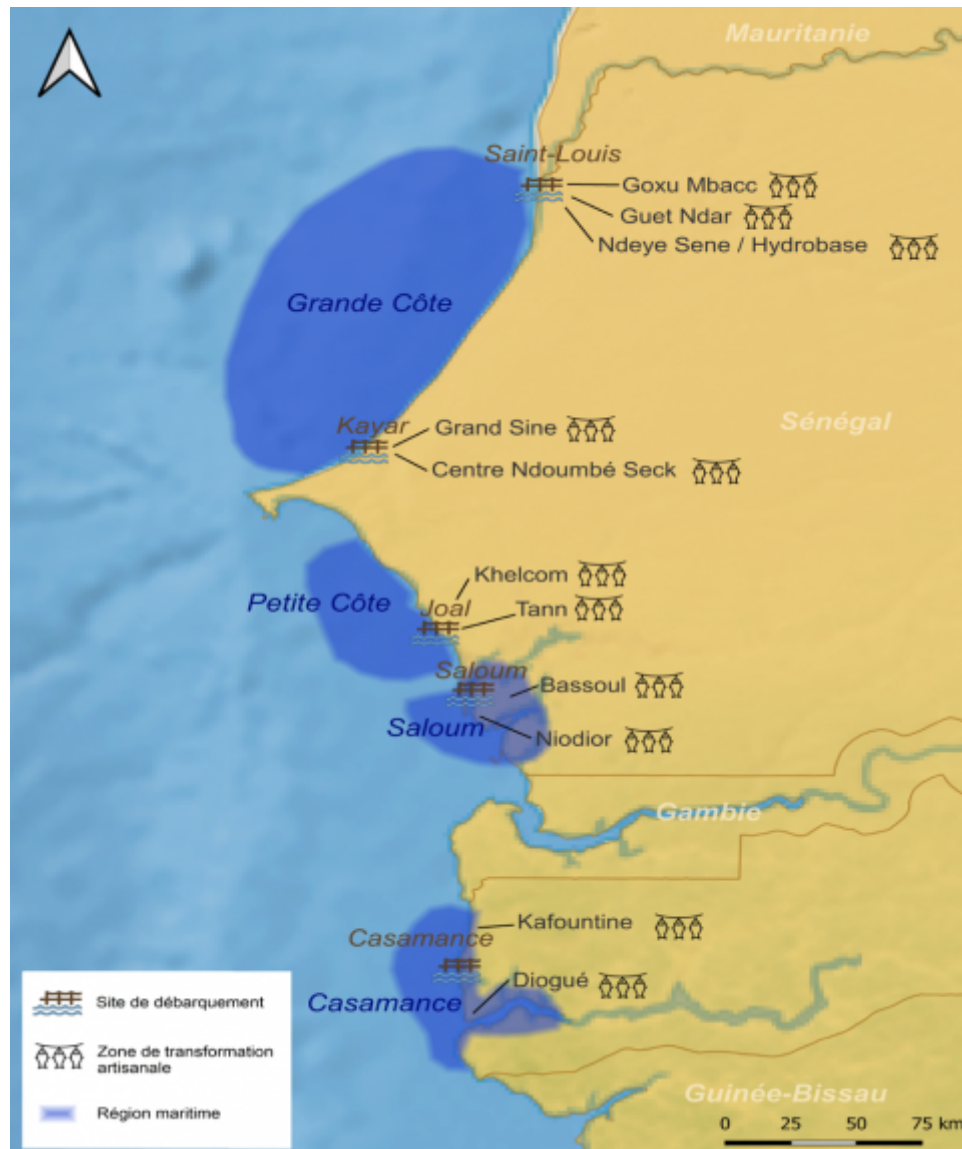 Mauritanie
Saint-Louis
Goxu Mbacc
Guet Ndar
Ndeye Sene / Hydrobase
Grande Côte
Sénégal
Kayar
Grand Sine
Centre Ndoumbé Seck
Khelcom
Petite Côte
Joal
Tann
Saloum
Bassoul
Saloum
Niodior
Gambie
Kafountine
Casamance
Diogué
Casamance
Site de débarquement
Zone de transformation
artisanale
Région maritime
Guinée-Bissau
0 25 50 75 km